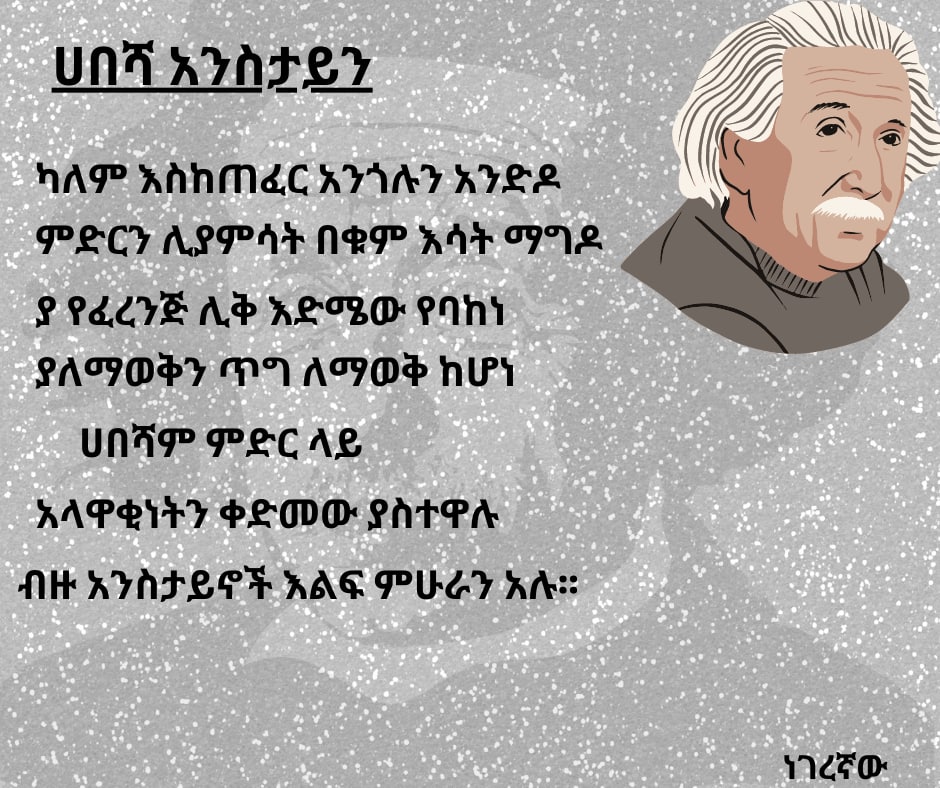 ሀበሻ አንስታይን
ካለም እስከጠፈር አንጎሉን አንድዶ
ምድርን ሊያምሳት በቁም እሳት ማግዶ
ያ የፈረንጅ ሊቅ እድሜው የባከነ
ያለማወቅን ጥግ ለማወቅ ከሆነ
ሀበሻም ምድር ላይ
አላዋቂነትን ቀድመው ያስተዋሉ
ብዙ አንስታይኖች እልፍ ምሁራን አሉ።
ነገረኛው